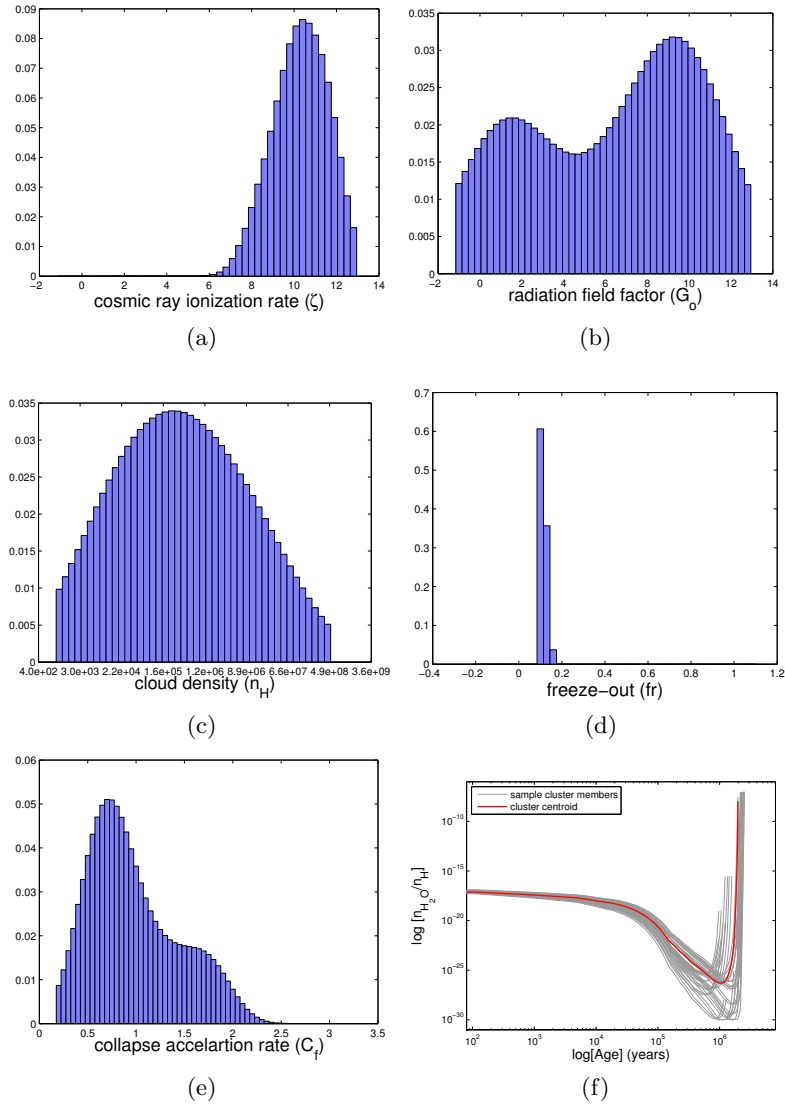 0.09
0.08
0.07
0.06
0.05
0.04
0.03
0.02
0.01
0
−2 0 2 4 6 8 10 12 14
cosmic ray ionization rate (ζ)
(a)
0.035
0.03
0.025
0.02
0.015
0.01
0.005
0
0 2 4 6 8 10 12 14
−2
radiation field factor (G_o)
(b)
0.035
0.03
0.025
0.02
0.015
0.01
0.005
0
4.0e+02 3.0e+03 2.2e+04 1.6e+05 1.2e+06 8.9e+06 6.6e+07 4.9e+08 3.6e+09
cloud density (n_H)
(c)
0.7
0.6
0.5
0.4
0.3
0.2
0.1
0
−0.4 −0.2 0 0.2 0.4 0.6 0.8 1 1.2
freeze−out (fr)
(d)
0.06
0.05
0.04
0.03
0.02
0.01
0
0 0.5 1 1.5 2 2.5 3 3.5
collapse accelartion rate (C_f)
(e)
sample cluster members
cluster centroid
10^−10
10^−15
10^−20
10^−25
10^−30
log [n_H_2O/n_H]
10^2 10^3 10^4 10^5 10^6
log[Age] (years)
(f)